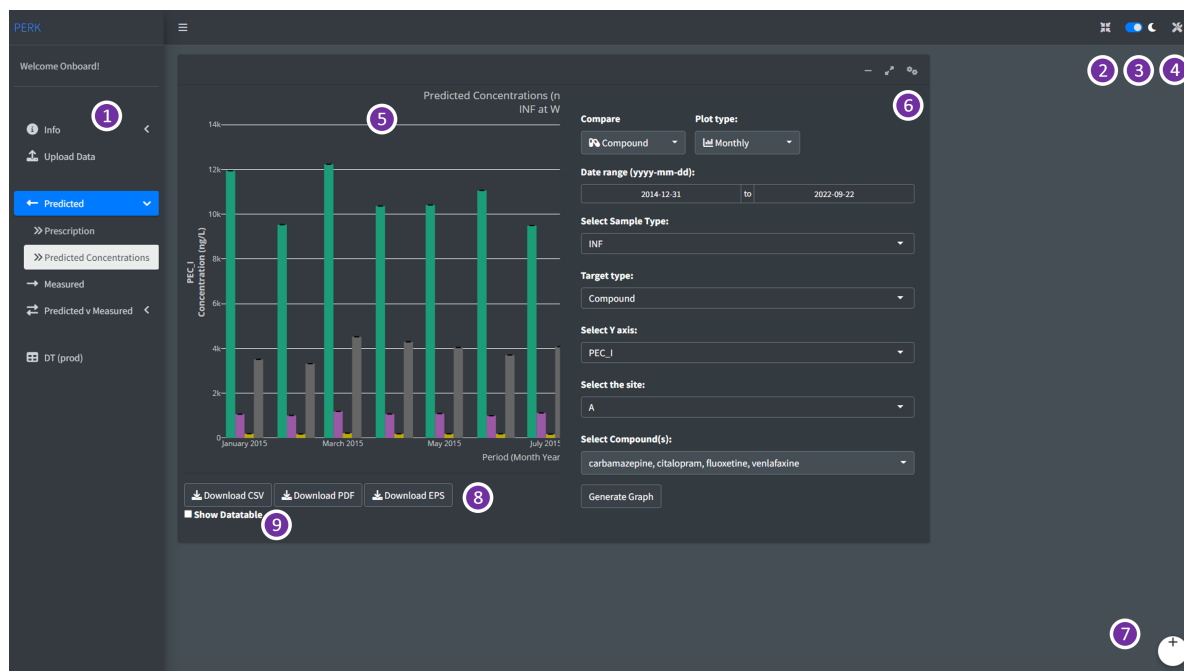 PERK
Welcome Onboard!
1
Info
Upload Data
Predicted
Prescription
Predicted Concentrations
Measured
Predicted v Measured
DT (prod)
2
3
4
5
6
Predicted Concentrations (n
INF at W
14k
12k
10k
8k
6k
4k
2k
0
PEC_I
Concentration (ng/L)
January 2015
March 2015
May 2015
July 2015
Period (Month Year
Compare
Plot type:
Compound
Monthly
Date range (yyyy-mm-dd):
2014-12-31 to 2022-09-22
Select Sample Type:
INF
Target type:
Compound
Select Y axis:
PEC_I
Select the site:
A
Select Compound(s):
carbamazepine, citalopram, fluoxetine, venlafaxine
Generate Graph
Download CSV
Download PDF
Download EPS
8
Show Datatable
9
7
+